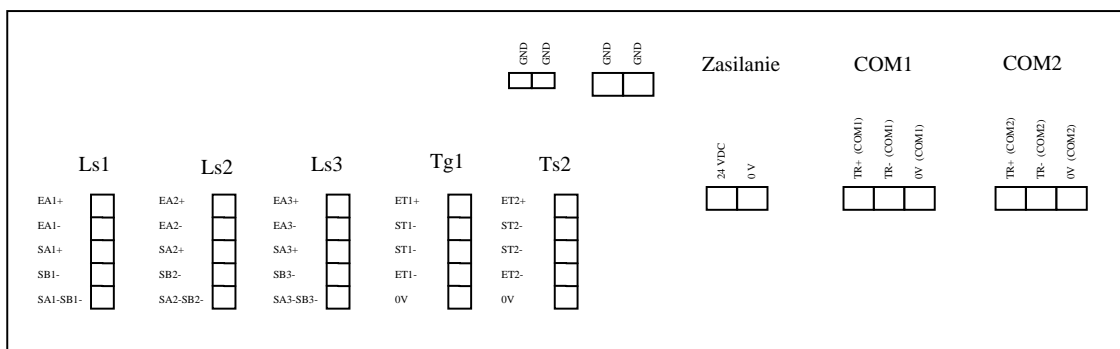 GND
GND
GND
GND
Zasilanie
COM1
COM2
24 VDC
0 V
TR+ (COM1)
TR- (COM1)
0V (COM1)
TR+ (COM2)
TR- (COM2)
0V (COM2)
Ls1
Ls2
Ls3
Tg1
Ts2
EA1+
EA1-
SA1+
SB1-
SA1-SB1-
EA2+
EA2-
SA2+
SB2-
SA2-SB2-
EA3+
EA3-
SA3+
SB3-
SA3-SB3-
ET1+
ST1-
ST1-
ET1-
0V
ET2+
ST2-
ST2-
ET2-
0V